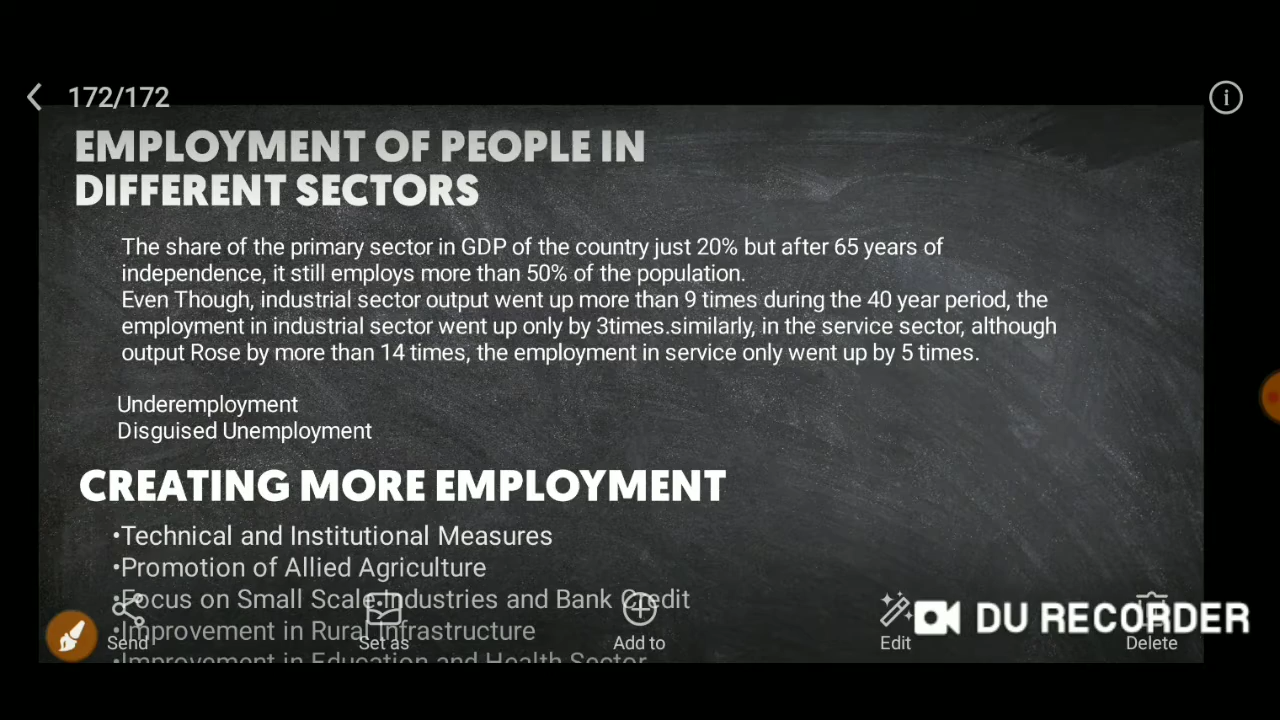 172/172
EMPLOYMENT OF PEOPLE IN
DIFFERENT SECTORS
The share of the primary sector in GDP of the country just 20% but after 65 years of
independence, it still employs more than 50% of the population.
Even Though, industrial sector output went up more than 9 times during the 40 year period, the
employment in industrial sector went up only by 3times.similarly, in the service sector, although
output Rose by more than 14 times, the employment in service only went up by 5 times.
Underemployment
Disguised Unemployment
CREATING MORE EMPLOYMENT
•Technical and Institutional Measures
•Promotion of Allied Agriculture
•Focus on Small Scale Industries and Bank Credit
•Improvement in Rural Infrastructure
•Improvement in Education and Health Sector
Send
Set as
Add to
Edit
Delete
DU RECORDER